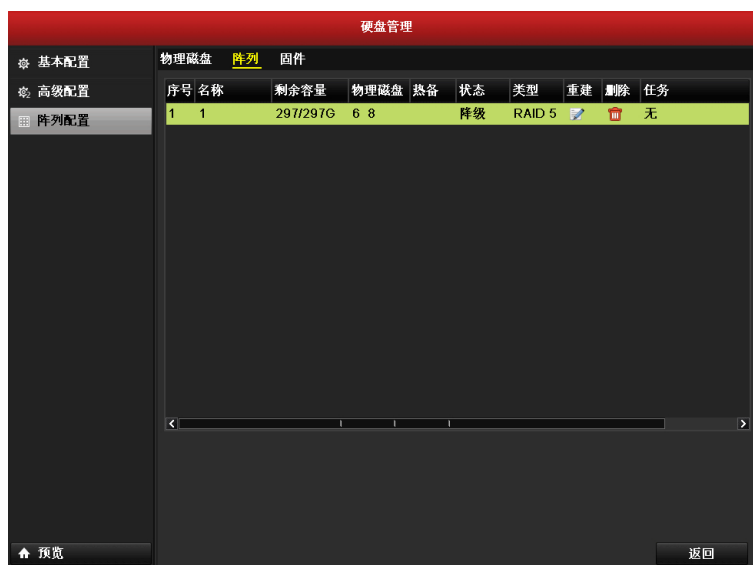 硬盘管理
基本配置
高级配置
阵列配置
物理磁盘 阵列 固件
序号 名称 剩余容量 物理磁盘 热备 状态 类型 重建 删除 任务
1 1 297/297G 6 8 降级 RAID 5 无
预览
返回